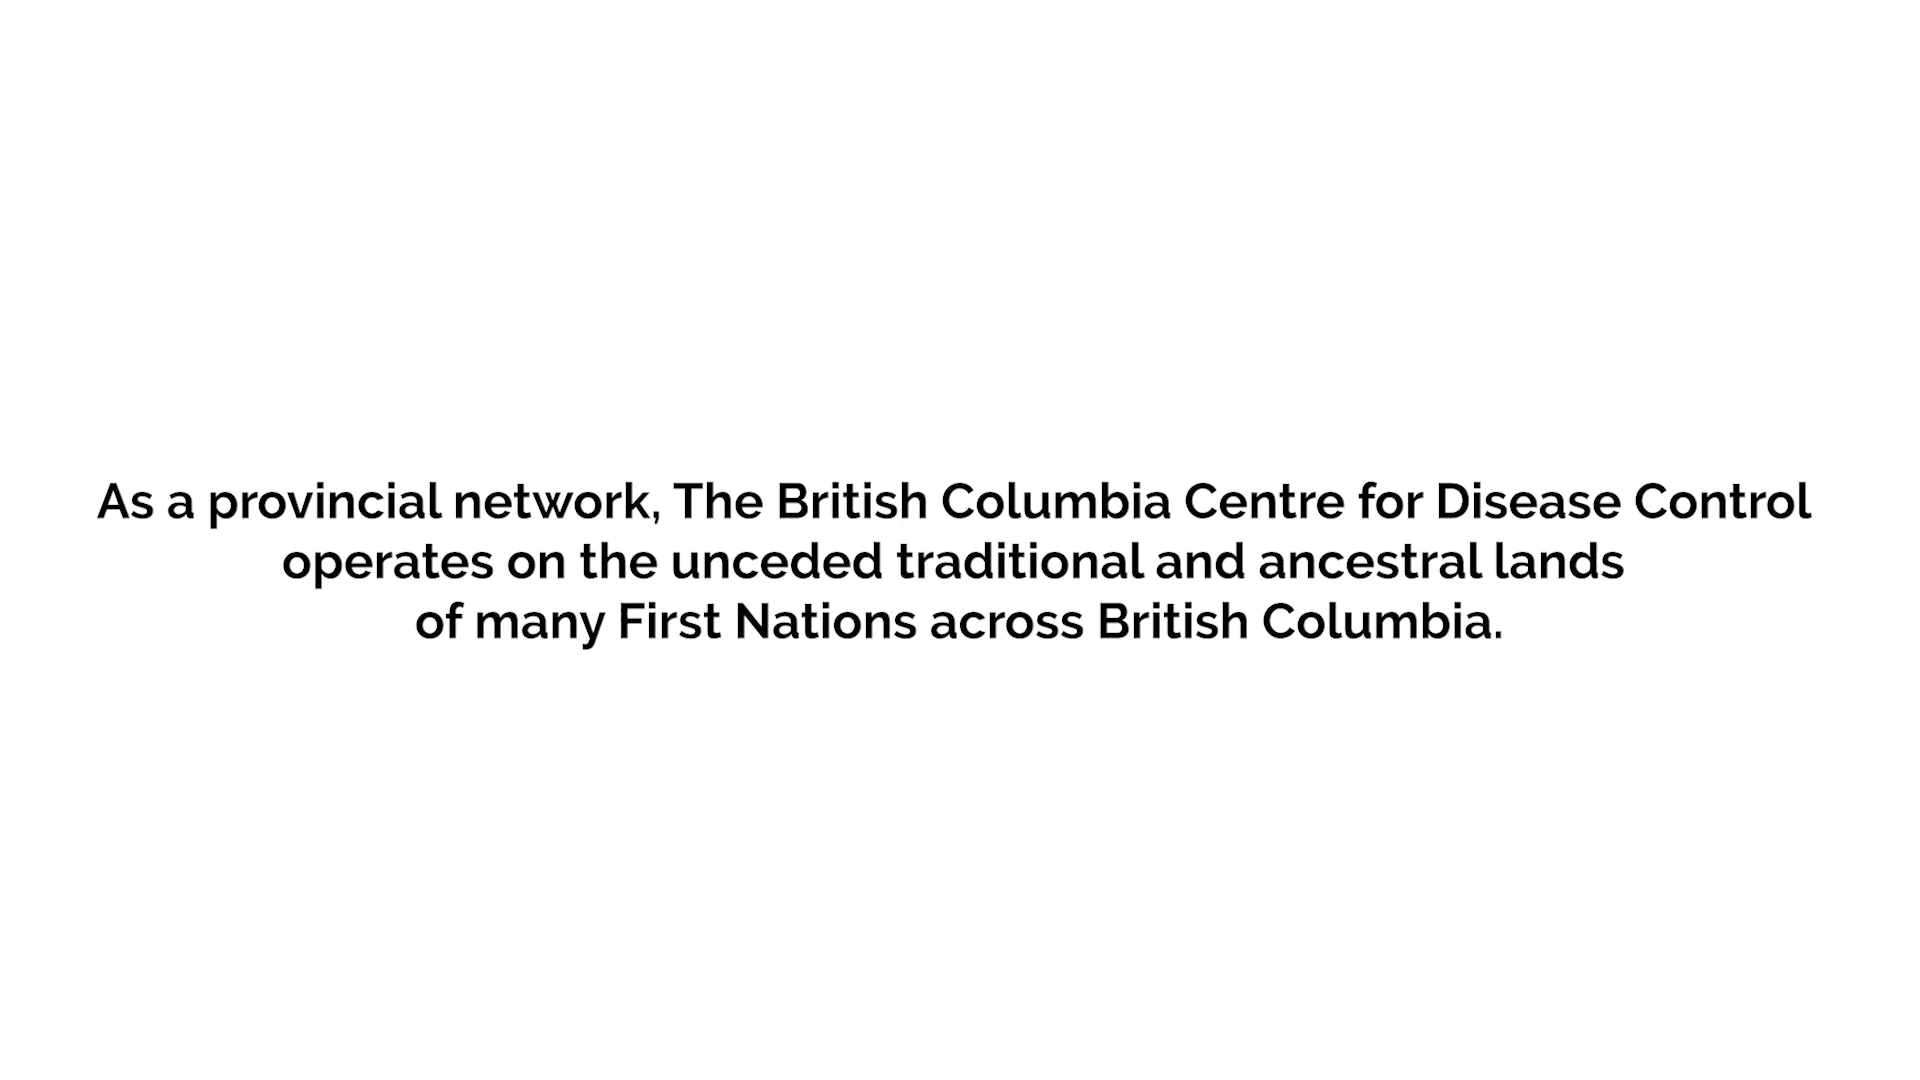 As a provincial network, The British Columbia Centre for Disease Control
operates on the unceded traditional and ancestral lands
of many First Nations across British Columbia.